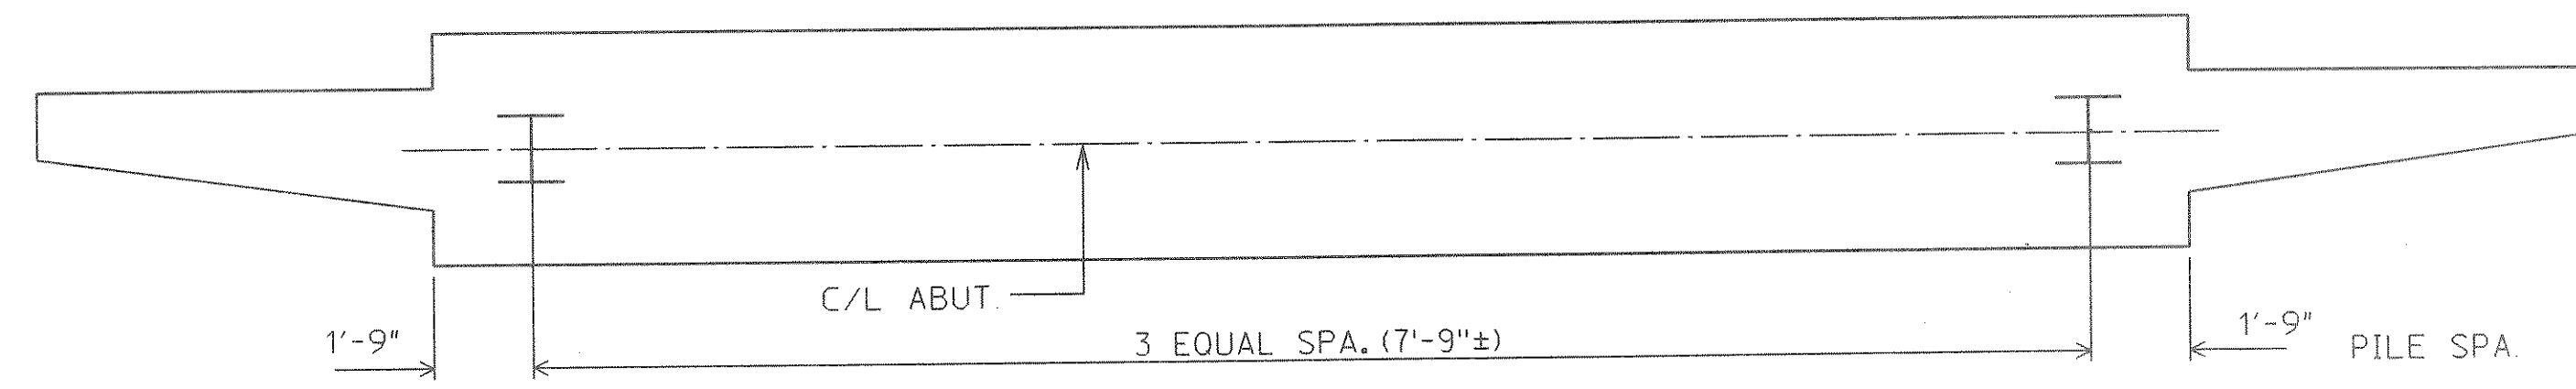 C/L ABUT.
1'-9"
3 EQUAL SPA. (7'-9"±)
1'-9"
PILE SPA.